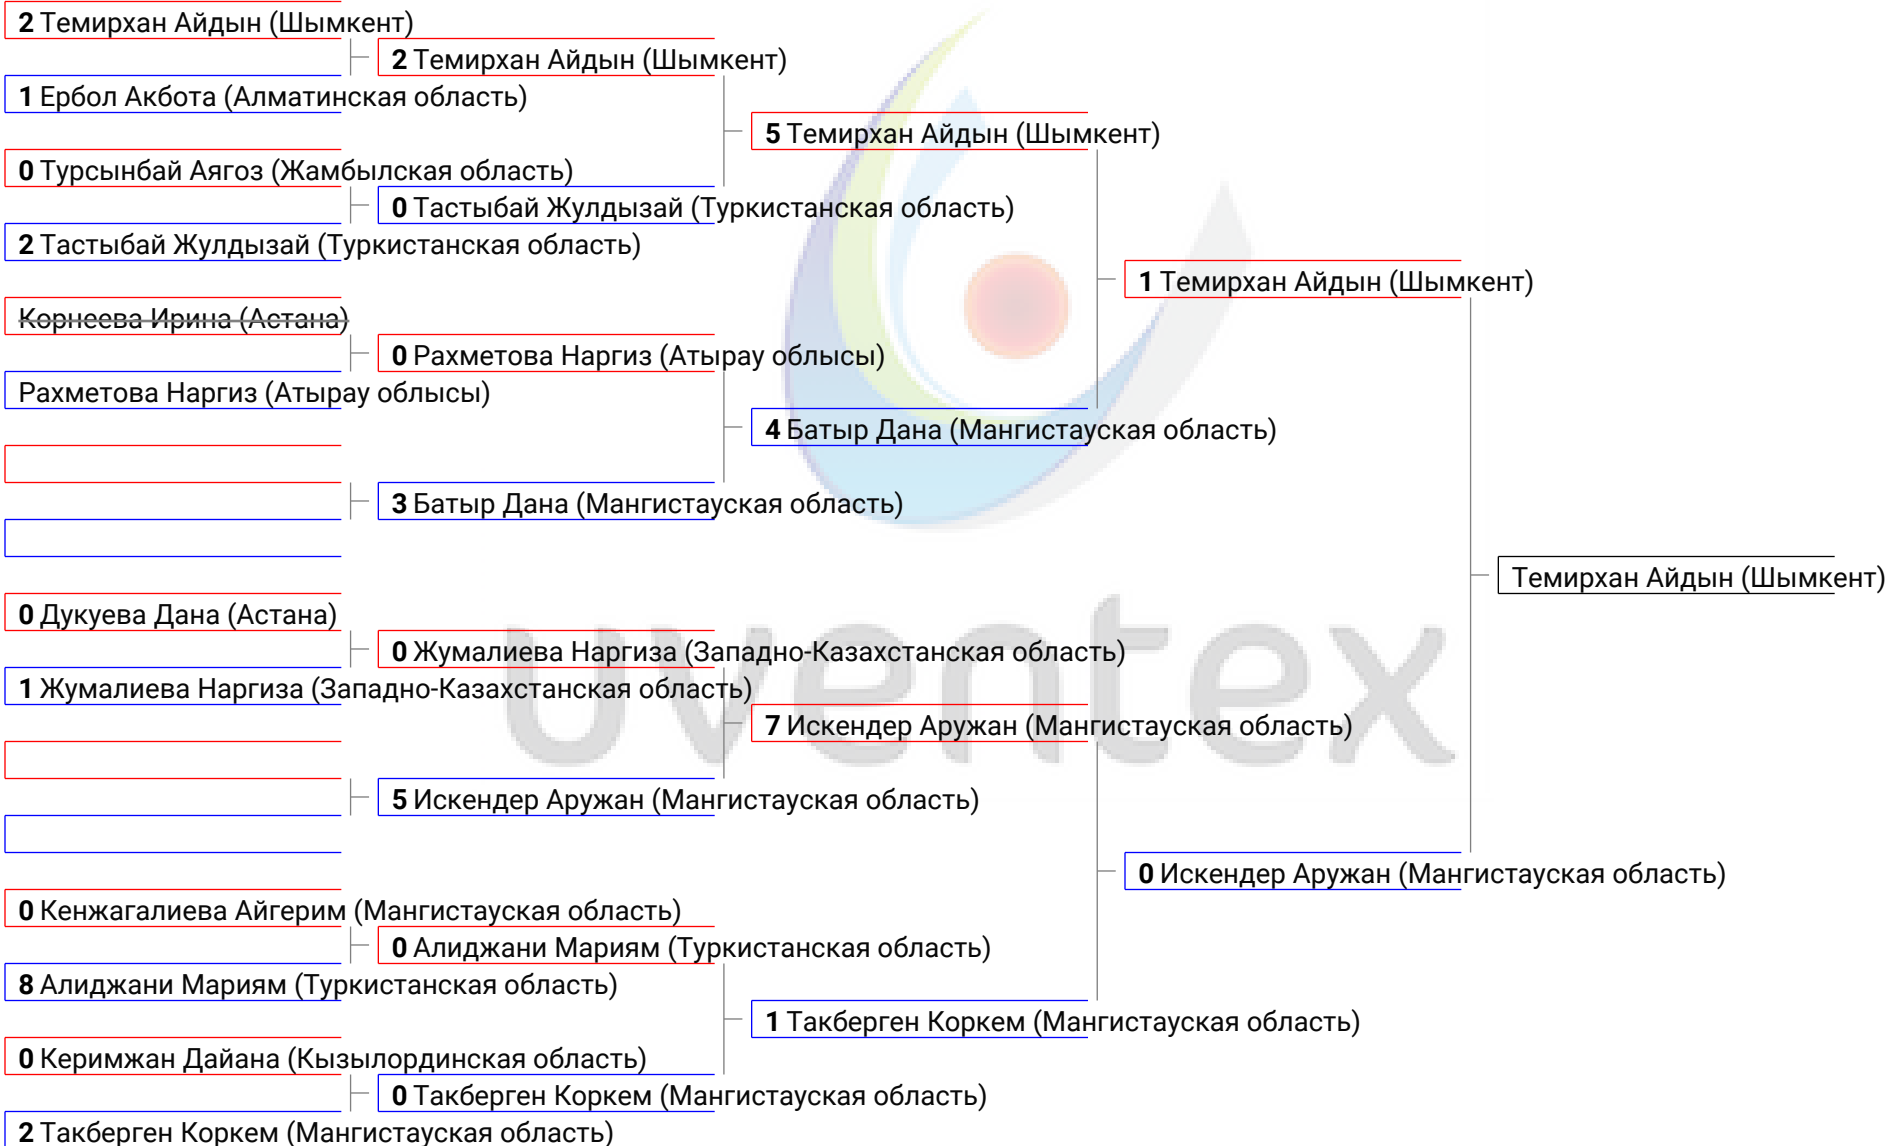 2 Темирхан Айдын (Шымкент)
2 Темирхан Айдын (Шымкент)
1 Ербол Акбота (Алматинская область)
5 Темирхан Айдын (Шымкент)
0 Турсынбай Аягоз (Жамбылская область)
0 Тастыбай Жулдызай (Туркистанская область)
2 Тастыбай Жулдызай (Туркистанская область)
1 Темирхан Айдын (Шымкент)
Корнеева Ирина (Астана)
0 Рахметова Наргиз (Атырау облысы)
Рахметова Наргиз (Атырау облысы)
4 Батыр Дана (Мангистауская область)
3 Батыр Дана (Мангистауская область)
Темирхан Айдын (Шымкент)
0 Дукуева Дана (Астана)
uventex
0 Жумалиева Наргиза (Западно-Казахстанская область)
1 Жумалиева Наргиза (Западно-Казахстанская область)
7 Искендер Аружан (Мангистауская область)
5 Искендер Аружан (Мангистауская область)
0 Искендер Аружан (Мангистауская область)
0 Кенжагалиева Айгерим (Мангистауская область)
0 Алиджани Мариям (Туркистанская область)
8 Алиджани Мариям (Туркистанская область)
1 Такберген Коркем (Мангистауская область)
0 Керимжан Дайана (Кызылординская область)
0 Такберген Коркем (Мангистауская область)
2 Такберген Коркем (Мангистауская область)